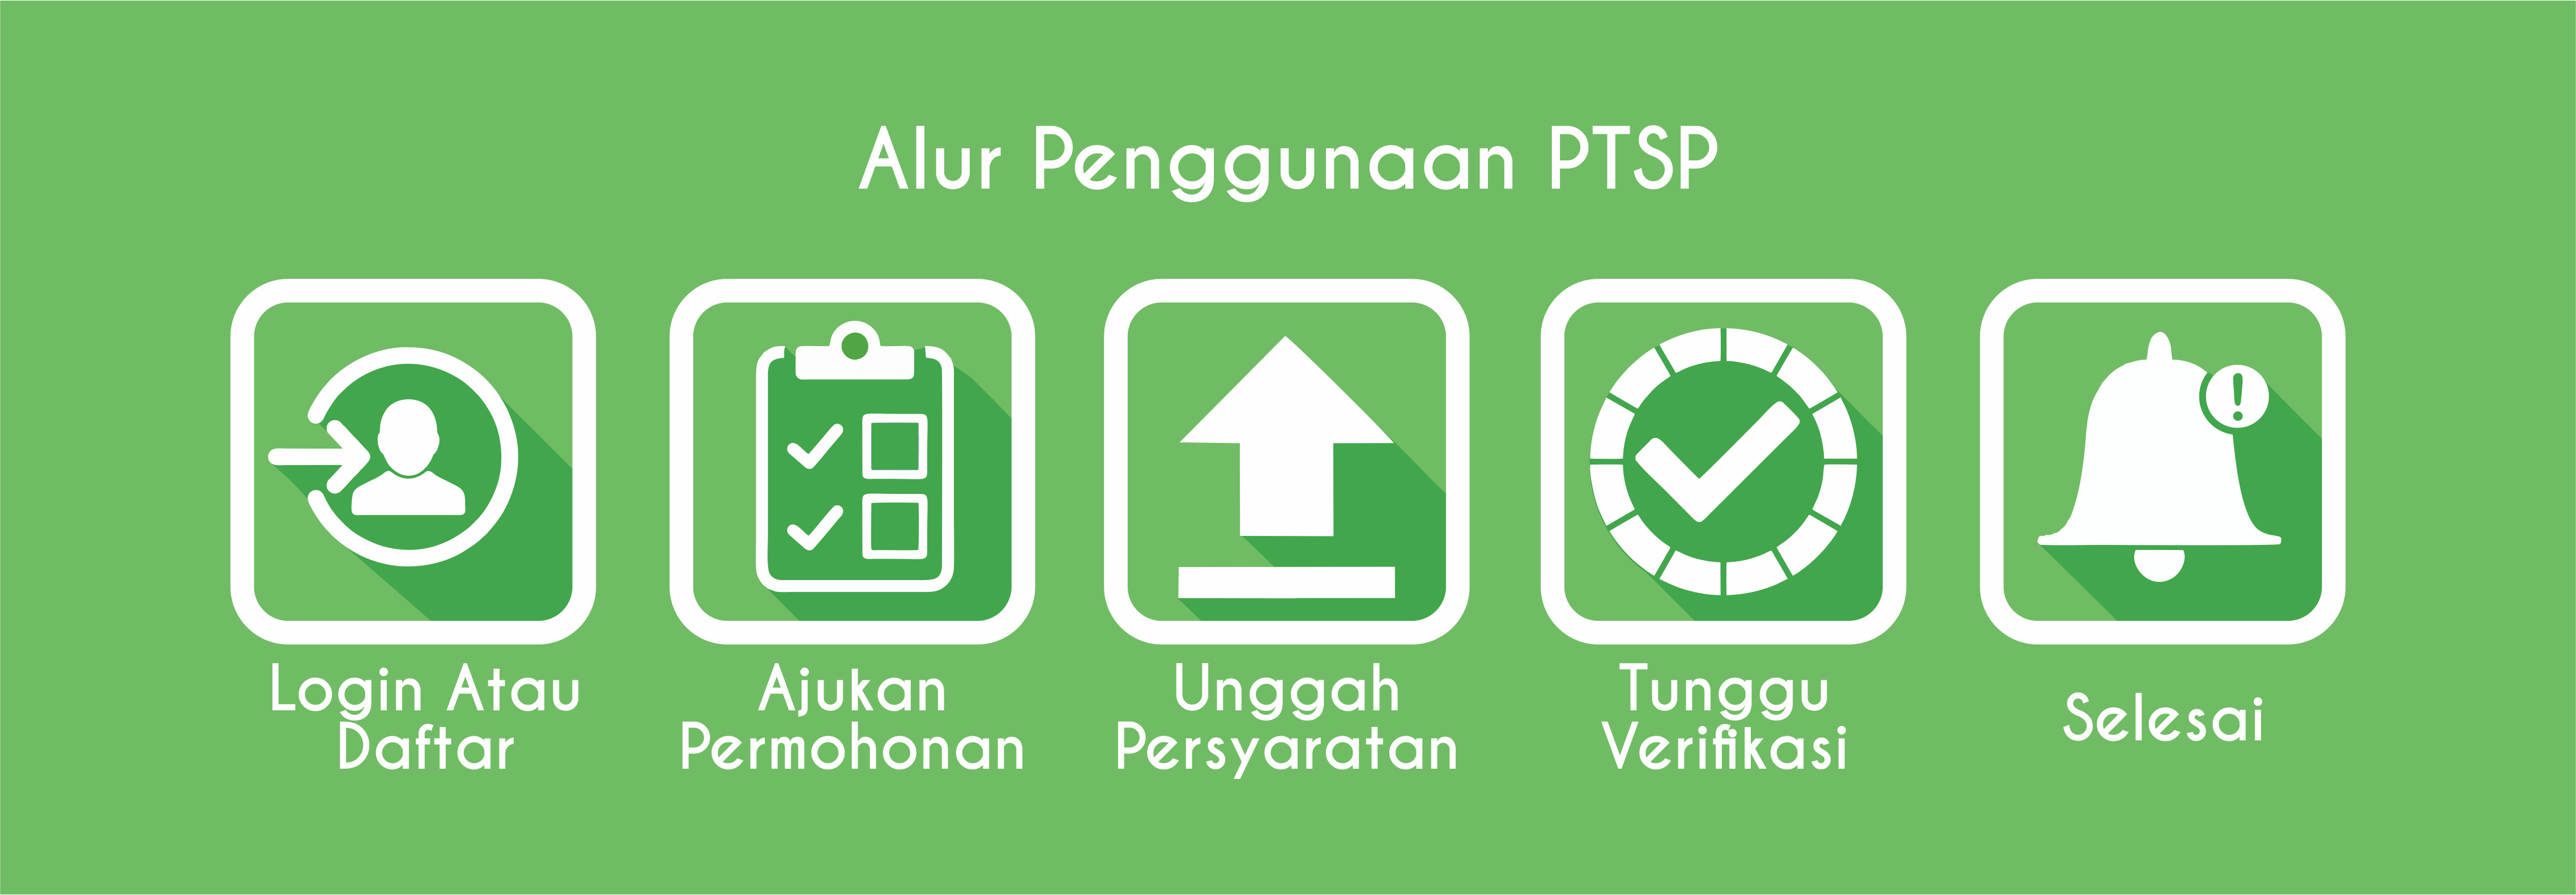 Alur Penggunaan PTSP
Login Atau
Daftar
Ajukan
Permohonan
Unggah
Persyaratan
Tunggu
Verifikasi
Selesai